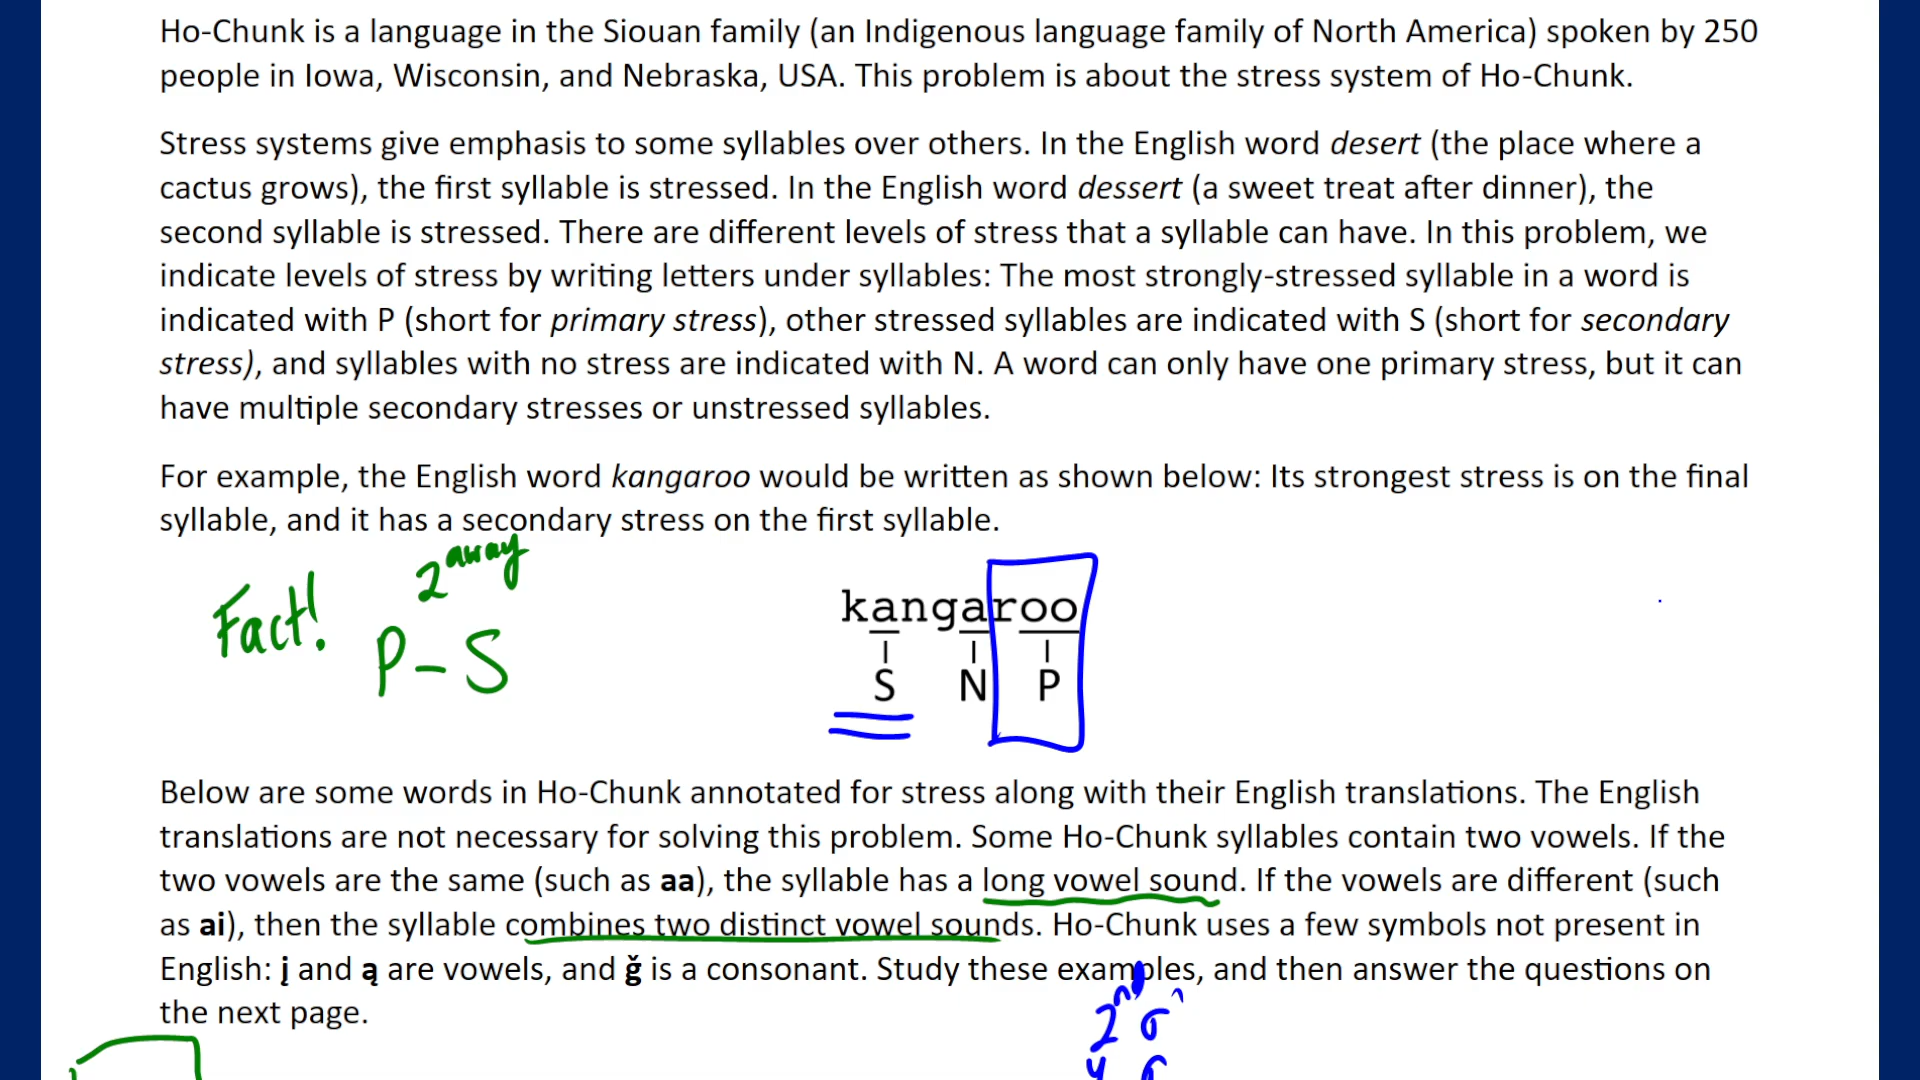 Ho-Chunk is a language in the Siouan family (an Indigenous language family of North America) spoken by 250
people in Iowa, Wisconsin, and Nebraska, USA. This problem is about the stress system of Ho-Chunk.
Stress systems give emphasis to some syllables over others. In the English word desert (the place where a
cactus grows), the first syllable is stressed. In the English word dessert (a sweet treat after dinner), the
second syllable is stressed. There are different levels of stress that a syllable can have. In this problem, we
indicate levels of stress by writing letters under syllables: The most strongly-stressed syllable in a word is
indicated with P (short for primary stress), other stressed syllables are indicated with S (short for secondary
stress), and syllables with no stress are indicated with N. A word can only have one primary stress, but it can
have multiple secondary stresses or unstressed syllables.
For example, the English word kangaroo would be written as shown below: Its strongest stress is on the final
syllable, and it has a secondary stress on the first syllable.
2 away
Fact! P – S
kangaroo
S N P
Below are some words in Ho-Chunk annotated for stress along with their English translations. The English
translations are not necessary for solving this problem. Some Ho-Chunk syllables contain two vowels. If the
two vowels are the same (such as aa), the syllable has a long vowel sound. If the vowels are different (such
as ai), then the syllable combines two distinct vowel sounds. Ho-Chunk uses a few symbols not present in
English: į and ą are vowels, and ğ is a consonant. Study these examples, and then answer the questions on
the next page.
2nd σ